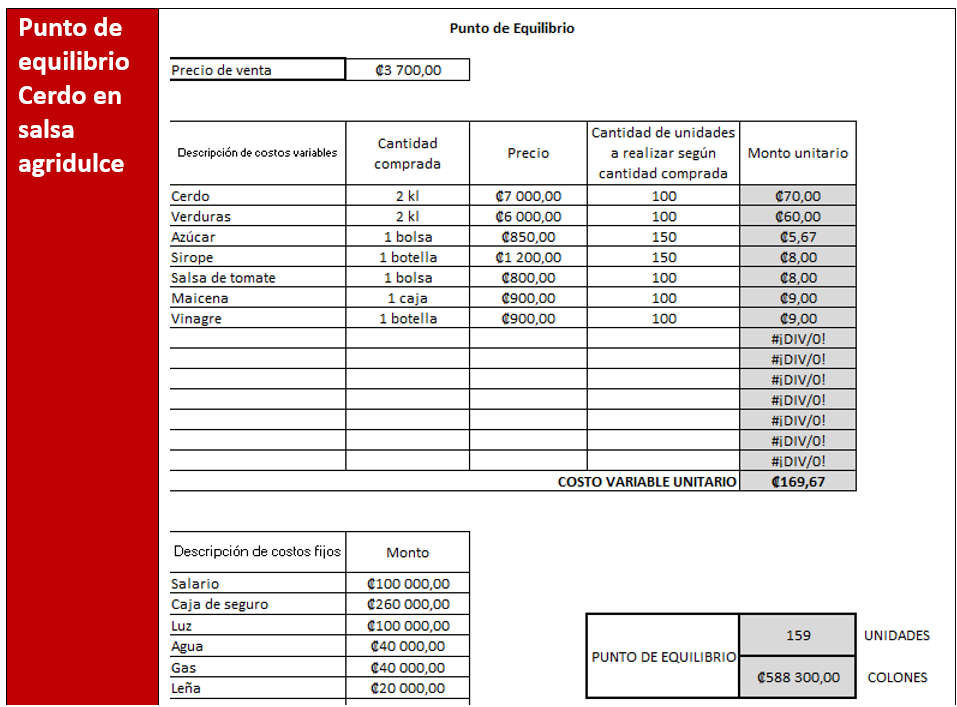 Punto de
equilibrio
Cerdo en
salsa
agridulce
Punto de Equilibrio
Precio de venta ₡3 700,00
Descripción de costos variables Cantidad comprada Precio Cantidad de unidades a realizar según cantidad comprada Monto unitario
Cerdo 2 kl ₡7 000,00 100 ₡70,00
Verduras 2 kl ₡6 000,00 100 ₡60,00
Azúcar 1 bolsa ₡850,00 150 ₡5,67
Sirope 1 botella ₡1 200,00 150 ₡8,00
Salsa de tomate 1 bolsa ₡800,00 100 ₡8,00
Maicena 1 caja ₡900,00 100 ₡9,00
Vinagre 1 botella ₡900,00 100 ₡9,00
#¡DIV/0!
#¡DIV/0!
#¡DIV/0!
#¡DIV/0!
#¡DIV/0!
#¡DIV/0!
#¡DIV/0!
COSTO VARIABLE UNITARIO ₡169,67
Descripción de costos fijos Monto
Salario ₡100 000,00
Caja de seguro ₡260 000,00
Luz ₡100 000,00
Agua ₡40 000,00
Gas ₡40 000,00
Leña ₡20 000,00
PUNTO DE EQUILIBRIO
159 UNIDADES
₡588 300,00 COLONES